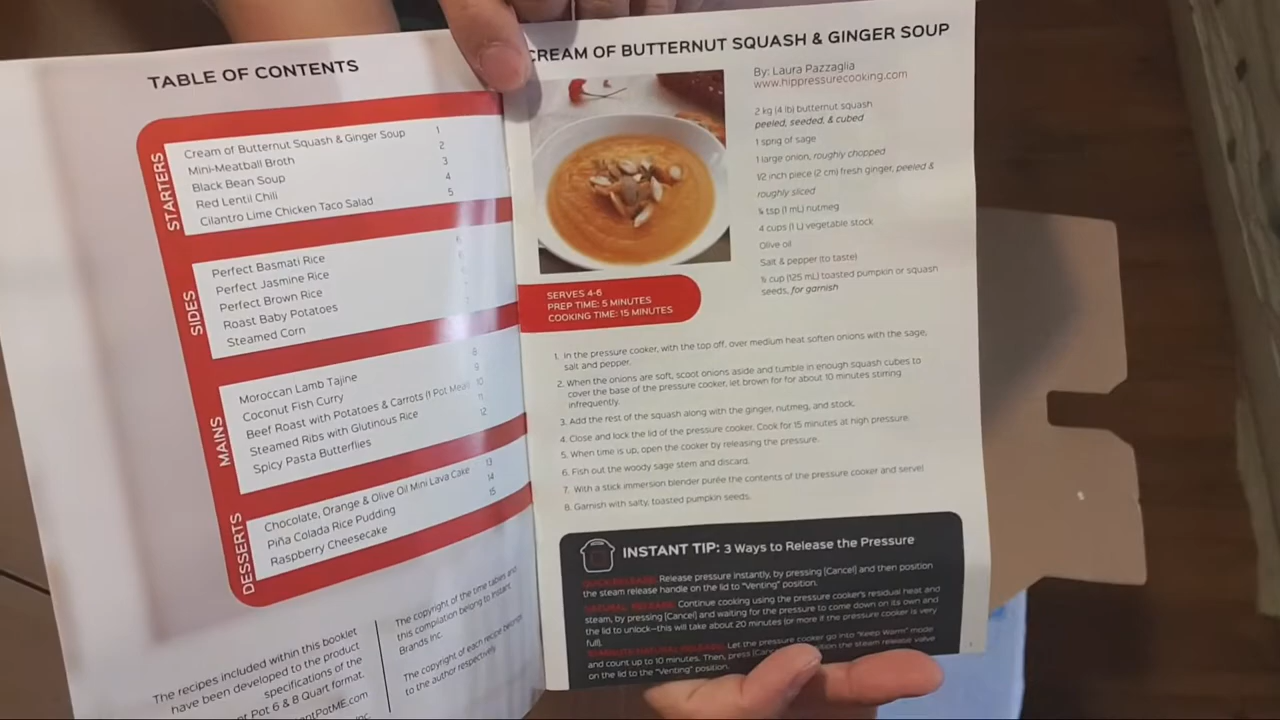 TABLE OF CONTENTS
STARTERS
Cream of Butternut Squash & Ginger Soup 1
Mini-Meatball Broth 2
Black Bean Soup 3
Red Lentil Chili 4
Cilantro Lime Chicken Taco Salad 5
SIDES
Perfect Basmati Rice
Perfect Jasmine Rice
Perfect Brown Rice
Roast Baby Potatoes
Steamed Corn
MAINS
Moroccan Lamb Tajine 8
Coconut Fish Curry 9
Beef Roast with Potatoes & Carrots (1 Pot Meal) 10
Steamed Ribs with Glutinous Rice 11
Spicy Pasta Butterflies 12
DESSERTS
Chocolate, Orange & Olive Oil Mini Lava Cake 13
Piña Colada Rice Pudding 14
Raspberry Cheesecake 15
The recipes included within this booklet
have been developed to the product
specifications of the
Pot 6 & 8 Quart format.
The copyright of the time tables and
this compilation belong to Instant
Brands Inc.
The copyright of each recipe belongs
to the author respectively.
CREAM OF BUTTERNUT SQUASH & GINGER SOUP
By: Laura Pazzaglia
www.hippressurecooking.com
2 kg (4 lb) butternut squash
peeled, seeded, & cubed
1 sprig of sage
1 large onion, roughly chopped
1/2 inch piece (2 cm) fresh ginger, peeled &
roughly sliced
¼ tsp (1 mL) nutmeg
4 cups (1 L) vegetable stock
Olive oil
Salt & pepper (to taste)
½ cup (125 mL) toasted pumpkin or squash
seeds, for garnish
SERVES 4-6
PREP TIME: 5 MINUTES
COOKING TIME: 15 MINUTES
1. In the pressure cooker, with the top off, over medium heat soften onions with the sage,
salt and pepper.
2. When the onions are soft, scoot onions aside and tumble in enough squash cubes to
cover the base of the pressure cooker, let brown for for about 10 minutes stirring
infrequently.
3. Add the rest of the squash along with the ginger, nutmeg, and stock.
4. Close and lock the lid of the pressure cooker. Cook for 15 minutes at high pressure.
5. When time is up, open the cooker by releasing the pressure.
6. Fish out the woody sage stem and discard.
7. With a stick immersion blender purée the contents of the pressure cooker and serve!
8. Garnish with salty, toasted pumpkin seeds.
INSTANT TIP: 3 Ways to Release the Pressure
QUICK RELEASE: Release pressure instantly, by pressing [Cancel] and then position
the steam release handle on the lid to "Venting" position.
NATURAL RELEASE: Continue cooking using the pressure cooker's residual heat and
steam, by pressing [Cancel] and waiting for the pressure to come down on its own and
the lid to unlock—this will take about 20 minutes (or more if the pressure cooker is very
full).
NATURAL RELEASE: Let the pressure cooker go into "Keep Warm" mode
and count up to 10 minutes. Then, press the steam release valve
on the lid to the "Venting" position.